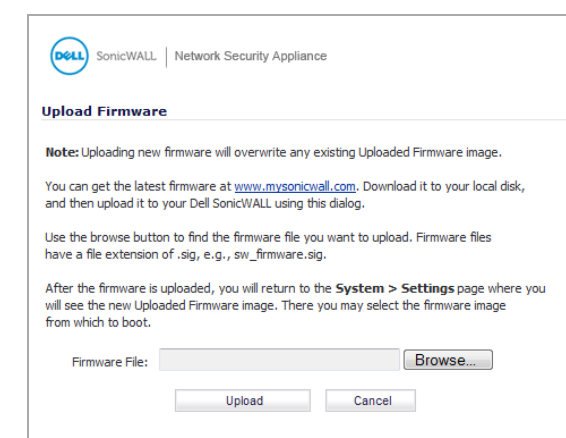 DELL SonicWALL | Network Security Appliance
Upload Firmware
Note: Uploading new firmware will overwrite any existing Uploaded Firmware image.
You can get the latest firmware at www.mysonicwall.com. Download it to your local disk,
and then upload it to your Dell SonicWALL using this dialog.
Use the browse button to find the firmware file you want to upload. Firmware files
have a file extension of .sig, e.g., sw_firmware.sig.
After the firmware is uploaded, you will return to the System > Settings page where you
will see the new Uploaded Firmware image. There you may select the firmware image
from which to boot.
Firmware File: Browse...
Upload Cancel